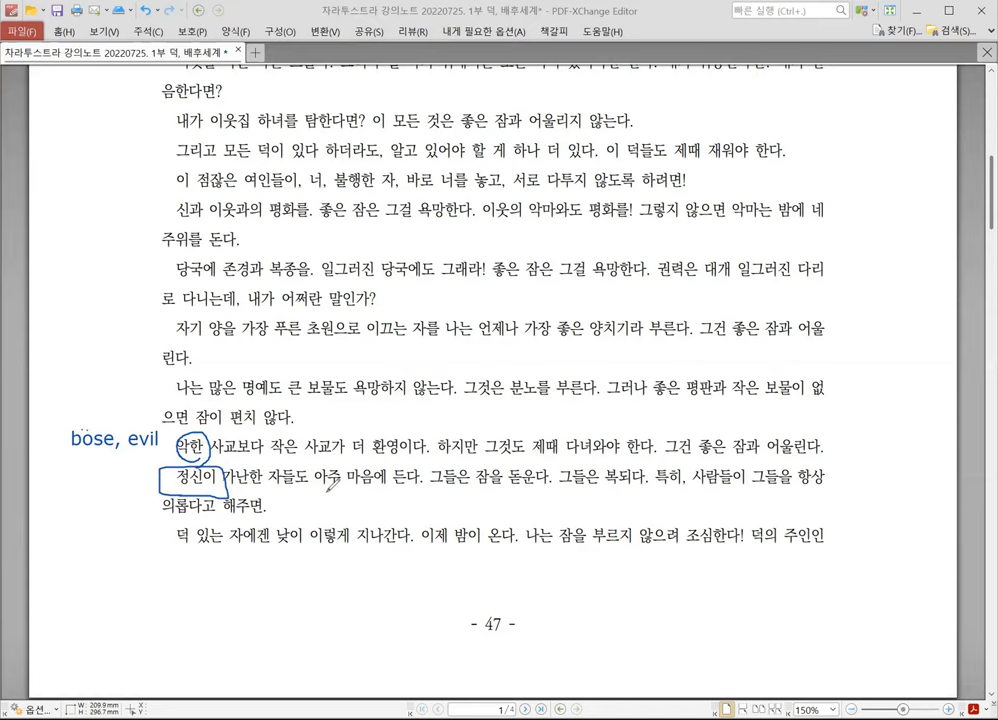 자라투스트라 강의노트 20220725. 1부 덕, 배후세계* - PDF-XChange Editor
빠른 실행 (Ctrl+.)
파일(F) 홈(H) 보기(V) 주석(C) 보호(P) 양식(F) 구성(O) 변환(V) 공유(S) 리뷰(R) 내게 필요한 옵션(A) 책갈피 도움말(H) 찾기(F)... 검색(S)...
자라투스트라 강의노트 20220725. 1부 덕, 배후세계 *
음한다면?
내가 이웃집 하녀를 탐한다면? 이 모든 것은 좋은 잠과 어울리지 않는다.
그리고 모든 덕이 있다 하더라도, 알고 있어야 할 게 하나 더 있다. 이 덕들도 제때 재워야 한다.
이 점잖은 여인들이, 너, 불행한 자, 바로 너를 놓고, 서로 다투지 않도록 하려면!
신과 이웃과의 평화를. 좋은 잠은 그걸 욕망한다. 이웃의 악마와도 평화를! 그렇지 않으면 악마는 밤에 네
주위를 돈다.
당국에 존경과 복종을. 일그러진 당국에도 그래라! 좋은 잠은 그걸 욕망한다. 권력은 대개 일그러진 다리
로 다니는데, 내가 어쩌란 말인가?
자기 양을 가장 푸른 초원으로 이끄는 자를 나는 언제나 가장 좋은 양치기라 부른다. 그건 좋은 잠과 어울
린다.
나는 많은 명예도 큰 보물도 욕망하지 않는다. 그것은 분노를 부른다. 그러나 좋은 평판과 작은 보물이 없
으면 잠이 편치 않다.
böse, evil
악한 사교보다 작은 사교가 더 환영이다. 하지만 그것도 제때 다녀와야 한다. 그건 좋은 잠과 어울린다.
정신이 가난한 자들도 아주 마음에 든다. 그들은 잠을 돋운다. 그들은 복되다. 특히, 사람들이 그들을 항상
의롭다고 해주면.
덕 있는 자에겐 낮이 이렇게 지나간다. 이제 밤이 온다. 나는 잠을 부르지 않으려 조심한다! 덕의 주인인
- 47 -
옵션... W: 209.9mm H: 296.7mm X: Y: 1/4 150%